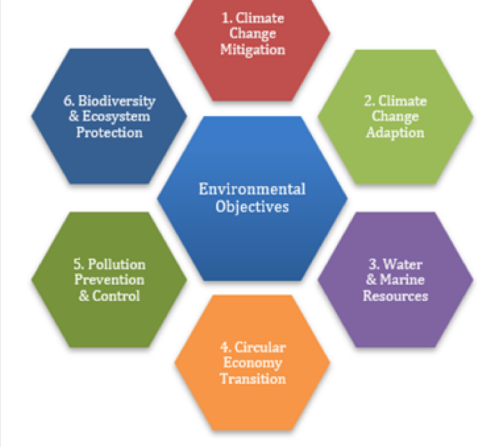 1. Climate
Change
Mitigation
2. Climate
Change
Adaption
3. Water
& Marine
Resources
4. Circular
Economy
Transition
5. Pollution
Prevention
& Control
6. Biodiversity
& Ecosystem
Protection
Environmental
Objectives